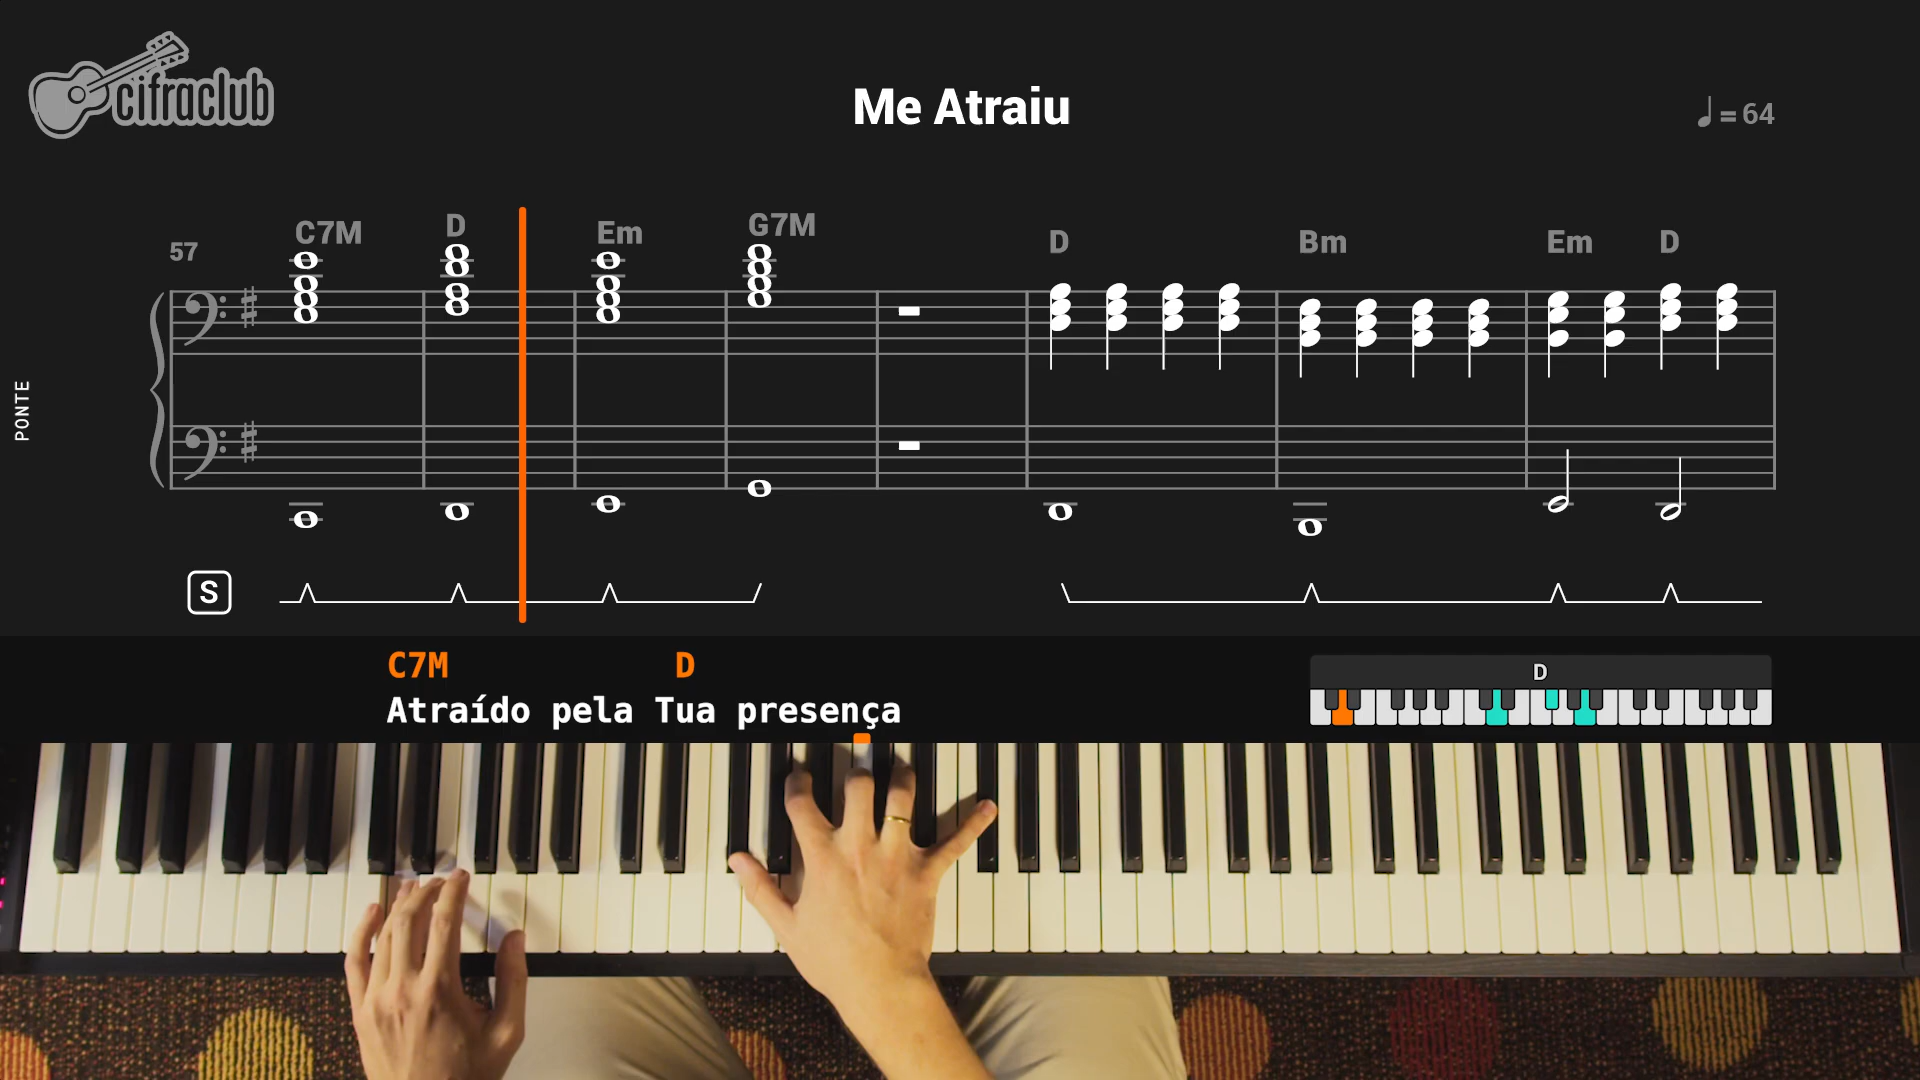 cifraclub
Me Atraiu
♩ = 64
57 C7M D Em G7M D Bm Em D
PONTE
S
C7M D
Atraído pela Tua presença
D